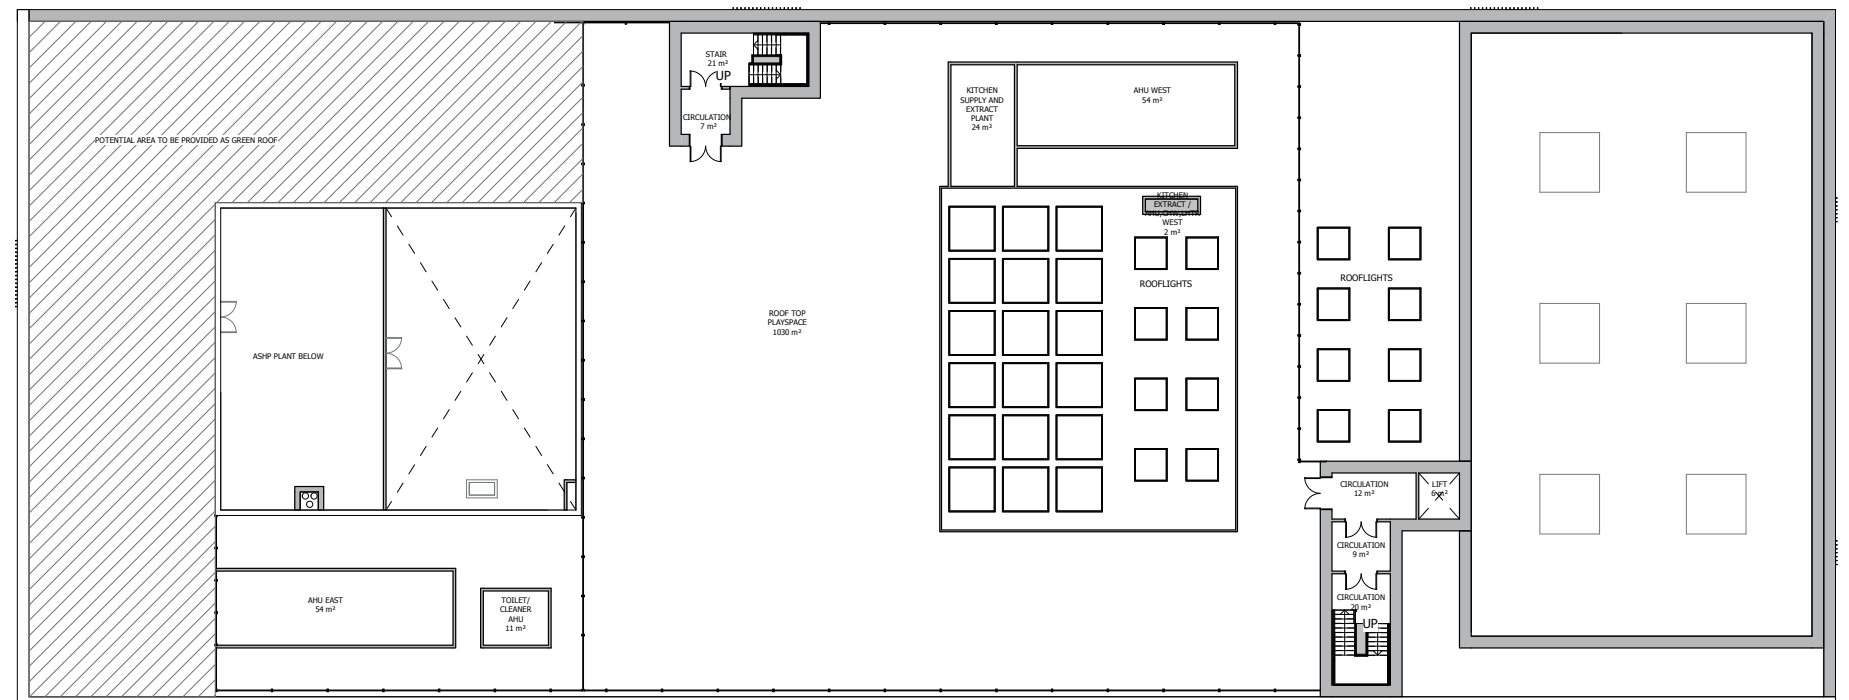 STAIR
21 m²
UP
CIRCULATION
7 m²
POTENTIAL AREA TO BE PROVIDED AS GREEN ROOF
KITCHEN
SUPPLY AND
EXTRACT
PLANT
24 m²
AHU WEST
54 m²
KITCHEN
EXTRACT /
WEST
2 m²
ROOFLIGHTS
ROOFLIGHTS
ROOF TOP
PLAYSPACE
1030 m²
ASHP PLANT BELOW
CIRCULATION
12 m²
LIFT
6 m²
CIRCULATION
9 m²
CIRCULATION
20 m²
UP
AHU EAST
54 m²
TOILET/
CLEANER
AHU
11 m²